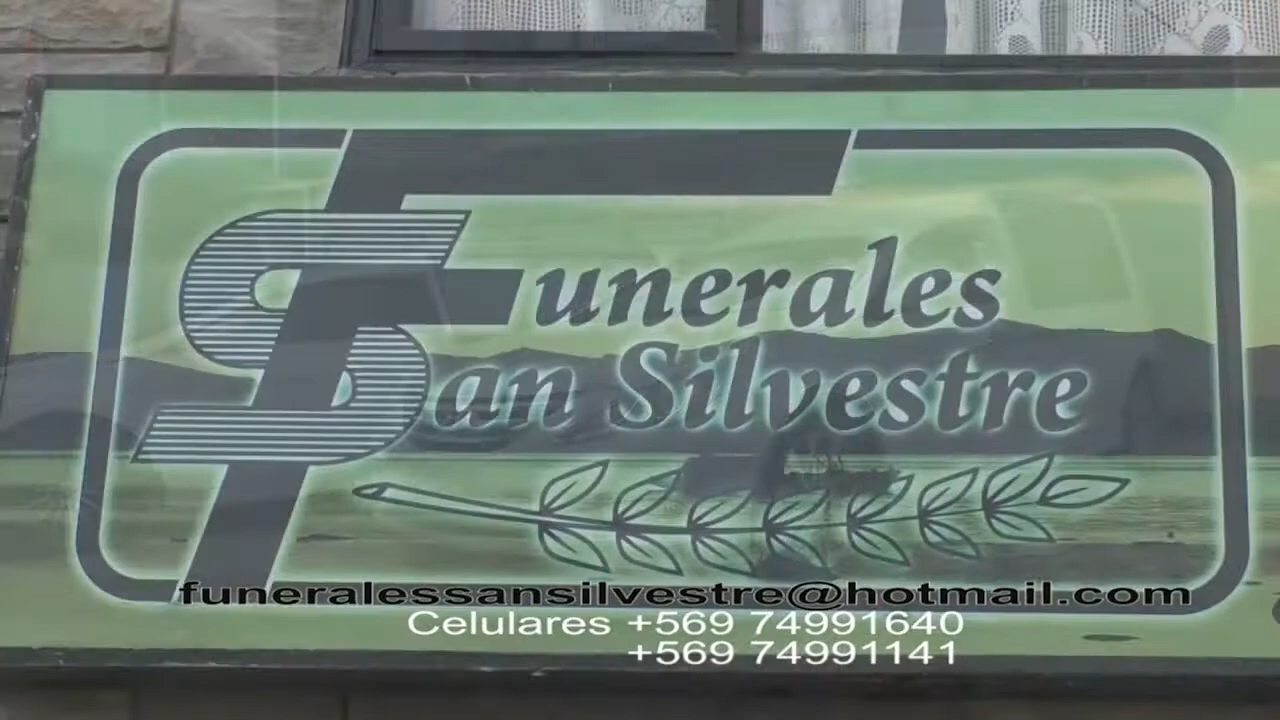 Funerales
San Silvestre
funeralessansilvestre@hotmail.com
Celulares +569 74991640
+569 74991141